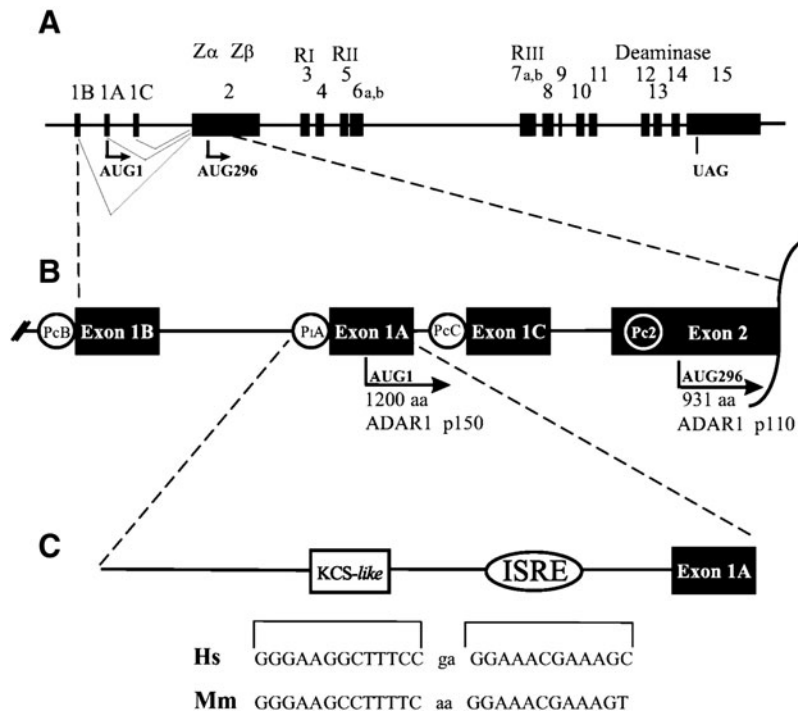 A
Zα Zβ RI RII RIII Deaminase
3 5 7 a,b 9 11 12 14 15
1B 1A 1C 2 4 6 a,b 8 10 13
AUG1 AUG296 UAG
B
PcB Exon 1B PIA Exon 1A PcC Exon 1C Pc2 Exon 2
AUG1 AUG296
1200 aa 931 aa
ADAR1 p150 ADAR1 p110
C
KCS-like ISRE Exon 1A
Hs GGGAAGGCTTTCC ga GGAAACGAAAGC
Mm GGGAAGCCTTTTC aa GGAAACGAAAGT